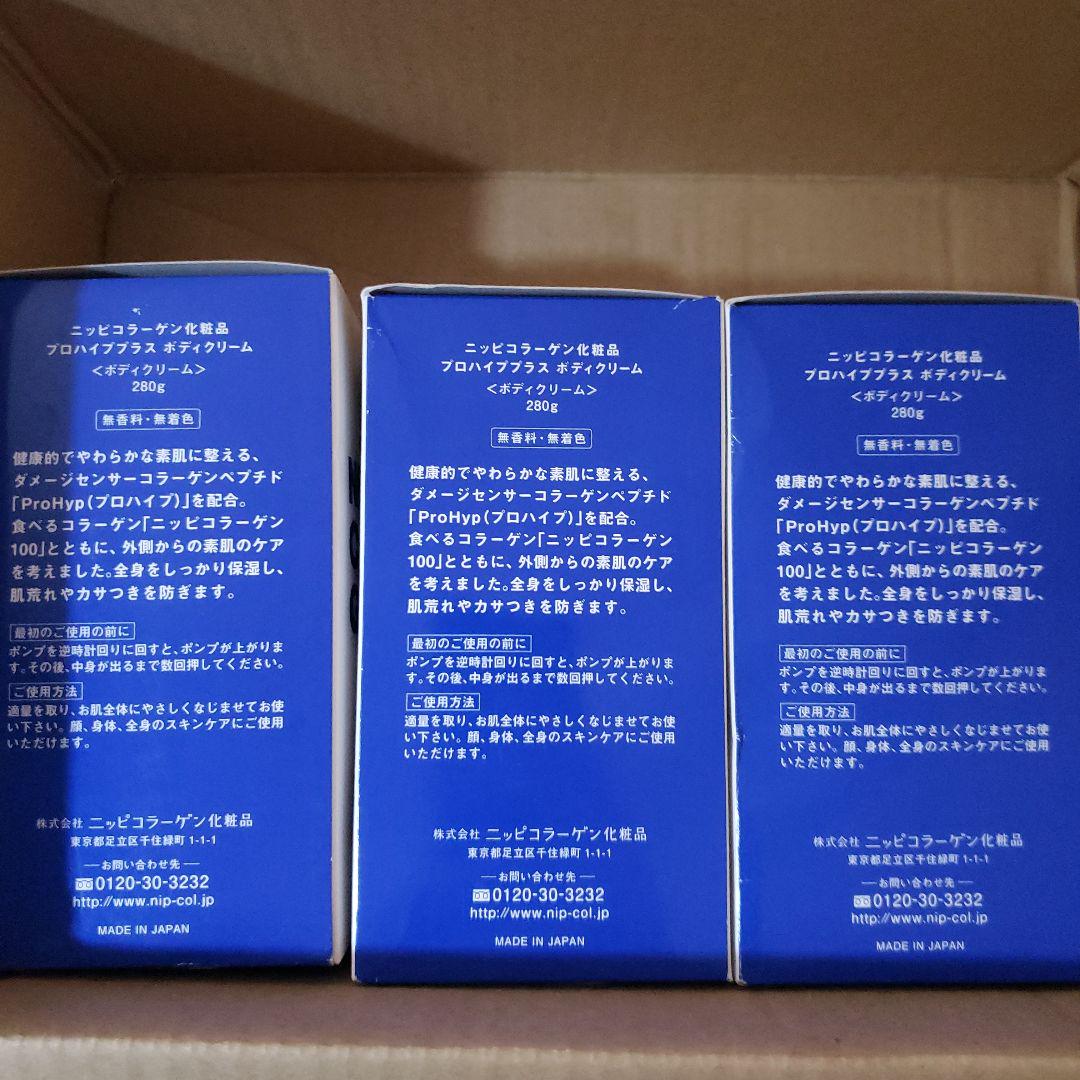 ニッピコラーゲン化粧品
プロハイププラス ボディクリーム
＜ボディクリーム＞
280g
無香料・無着色
健康的でやわらかな素肌に整える、
ダメージセンサーコラーゲンペプチド
「ProHyp(プロハイプ)」を配合。
食べるコラーゲン「ニッピコラーゲン
100」とともに、外側からの素肌のケア
を考えました。全身をしっかり保湿し、
肌荒れやカサつきを防ぎます。
最初のご使用の前に
ポンプを逆時計回りに回すと、ポンプが上がりま
す。その後、中身が出るまで数回押してください。
ご使用方法
適量を取り、お肌全体にやさしくなじませてお使
い下さい。顔、身体、全身のスキンケアにご使用
いただけます。
株式会社 ニッピコラーゲン化粧品
東京都足立区千住緑町 1-1-1
―お問い合わせ先―
0120-30-3232
http://www.nip-col.jp
MADE IN JAPAN
ニッピコラーゲン化粧品
プロハイププラス ボディクリーム
＜ボディクリーム＞
280g
無香料・無着色
健康的でやわらかな素肌に整える、
ダメージセンサーコラーゲンペプチド
「ProHyp(プロハイプ)」を配合。
食べるコラーゲン「ニッピコラーゲン
100」とともに、外側からの素肌のケア
を考えました。全身をしっかり保湿し、
肌荒れやカサつきを防ぎます。
最初のご使用の前に
ポンプを逆時計回りに回すと、ポンプが上がりま
す。その後、中身が出るまで数回押してください。
ご使用方法
適量を取り、お肌全体にやさしくなじませてお使
い下さい。顔、身体、全身のスキンケアにご使用
いただけます。
株式会社 ニッピコラーゲン化粧品
東京都足立区千住緑町 1-1-1
―お問い合わせ先―
0120-30-3232
http://www.nip-col.jp
MADE IN JAPAN
ニッピコラーゲン化粧品
プロハイププラス ボディクリーム
＜ボディクリーム＞
280g
無香料・無着色
健康的でやわらかな素肌に整える、
ダメージセンサーコラーゲンペプチド
「ProHyp(プロハイプ)」を配合。
食べるコラーゲン「ニッピコラーゲン
100」とともに、外側からの素肌のケア
を考えました。全身をしっかり保湿し、
肌荒れやカサつきを防ぎます。
最初のご使用の前に
ポンプを逆時計回りに回すと、ポンプが上がりま
す。その後、中身が出るまで数回押してください。
ご使用方法
適量を取り、お肌全体にやさしくなじませてお使
い下さい。顔、身体、全身のスキンケアにご使用
いただけます。
株式会社 ニッピコラーゲン化粧品
東京都足立区千住緑町 1-1-1
―お問い合わせ先―
0120-30-3232
http://www.nip-col.jp
MADE IN JAPAN